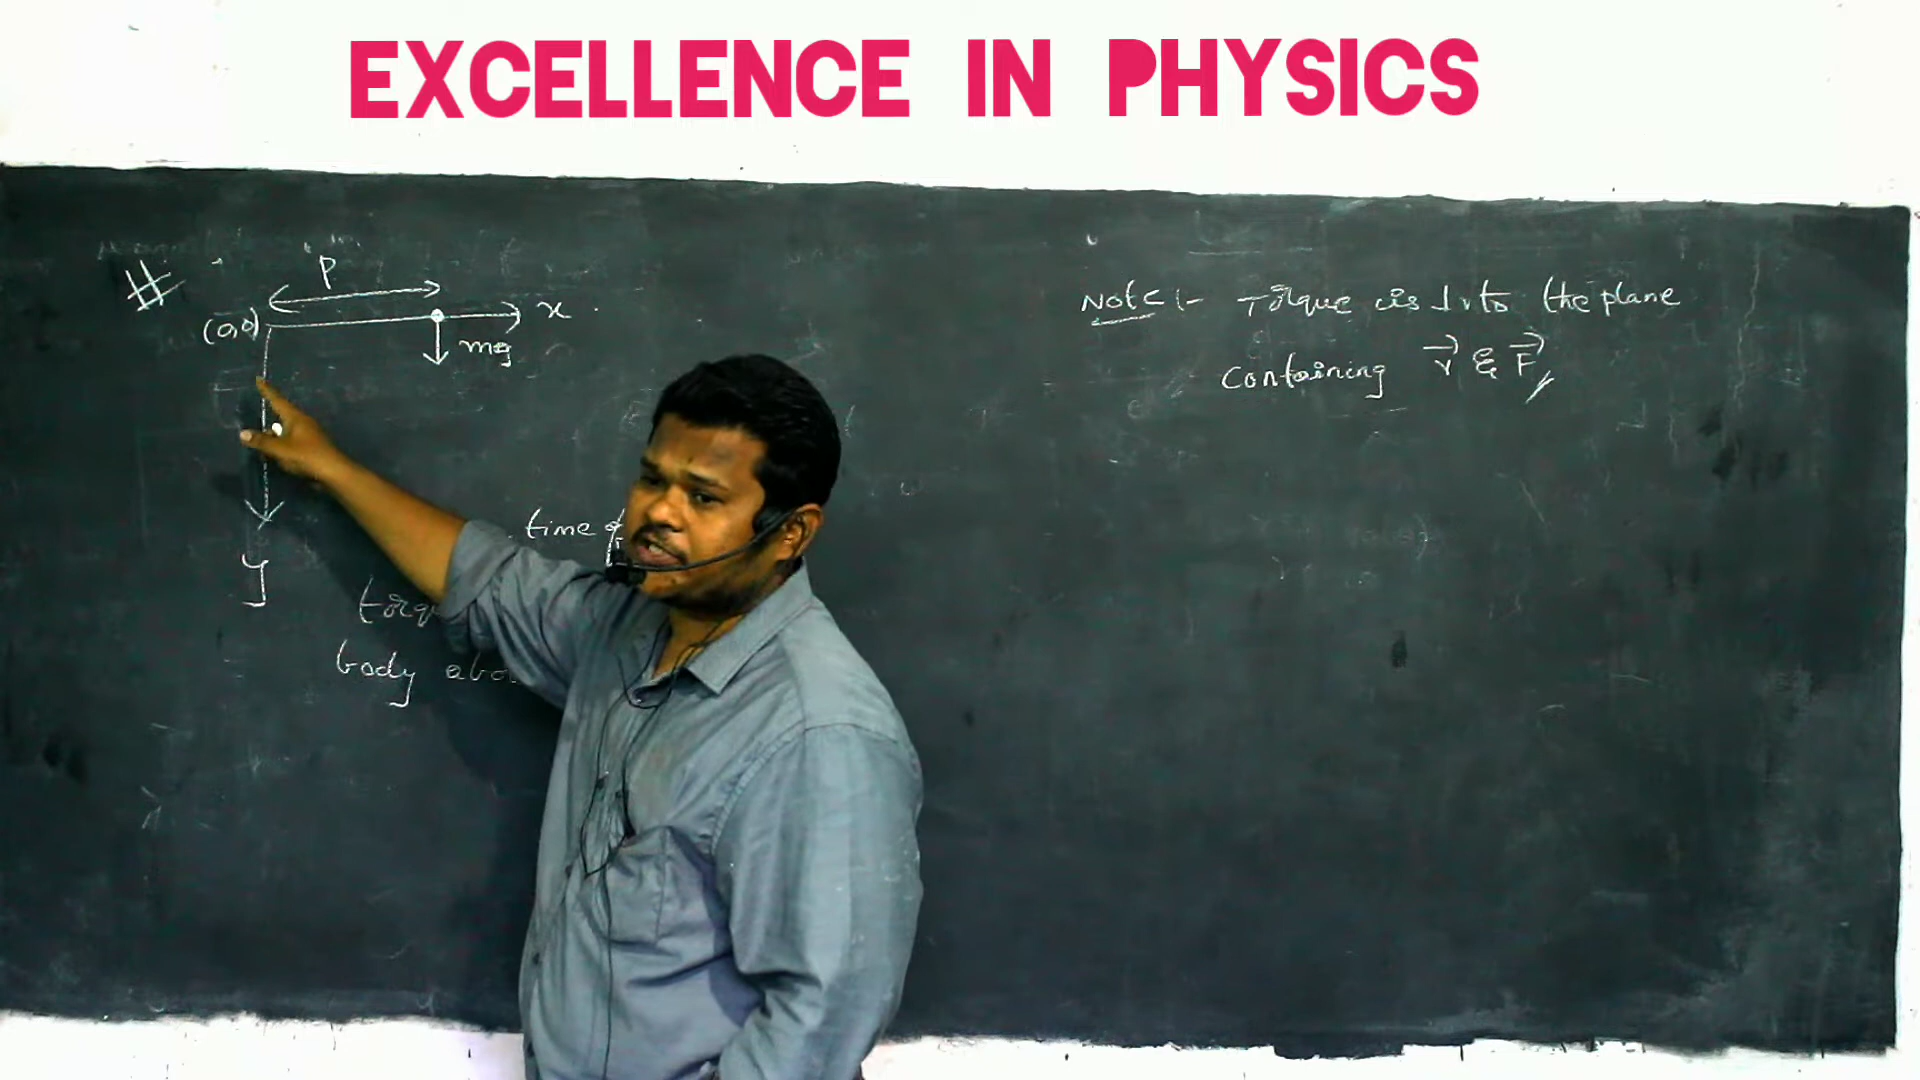 EXCELLENCE IN PHYSICS
#
P
(0,0)
x
mg
y
time of
torq
body abo
Note :- Torque is ⊥r to the plane
containing r⃗ & F⃗